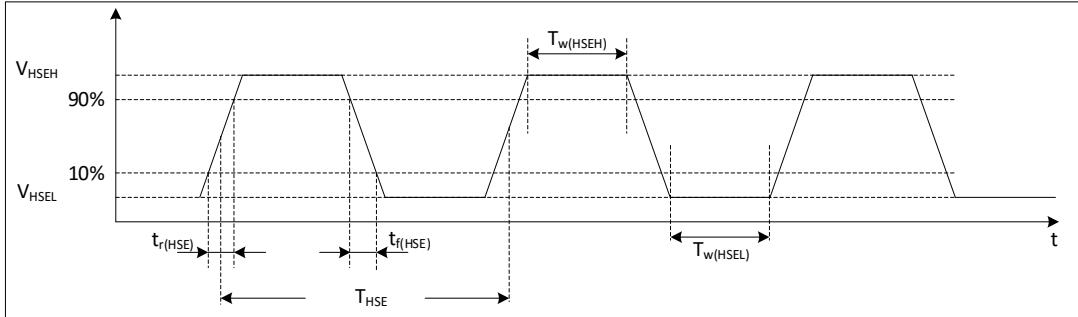 T_w(HSEH)
V_HSEH
90%
10%
V_HSEL
t_r(HSE)
t_f(HSE)
T_w(HSEL)
t
T_HSE